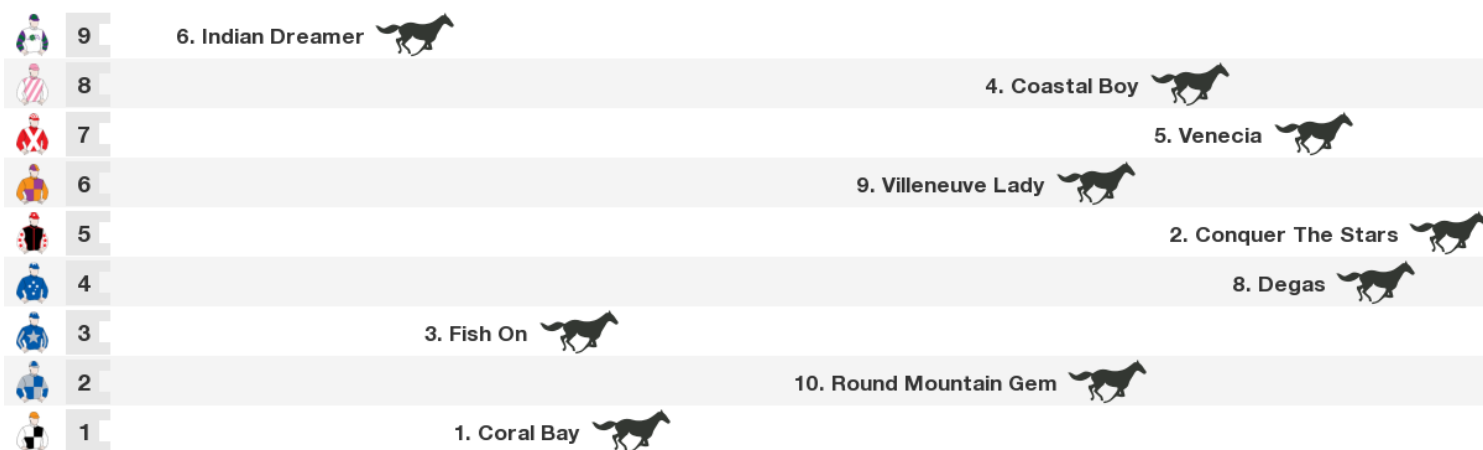 9 6. Indian Dreamer
8 4. Coastal Boy
7 5. Venecia
6 9. Villeneuve Lady
5 2. Conquer The Stars
4 8. Degas
3 3. Fish On
2 10. Round Mountain Gem
1 1. Coral Bay